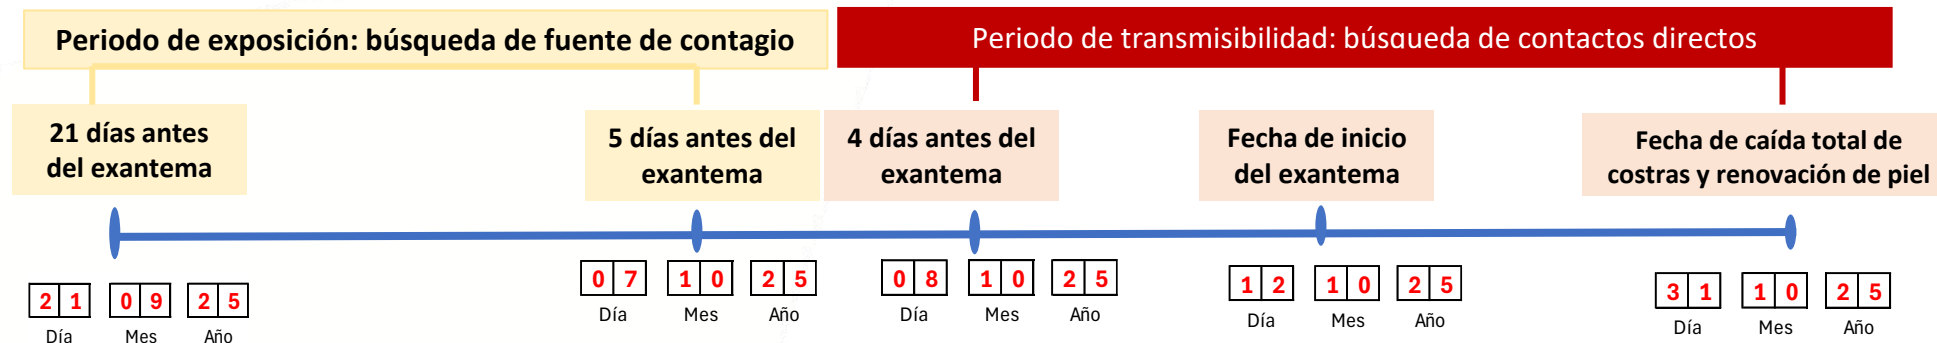 Periodo de exposición: búsqueda de fuente de contagio
Periodo de transmisibilidad: búsqueda de contactos directos
21 días antes
del exantema
5 días antes del
exantema
4 días antes del
exantema
Fecha de inicio
del exantema
Fecha de caída total de
costras y renovación de piel
2 1 0 9 2 5
Día Mes Año
0 7 1 0 2 5
Día Mes Año
0 8 1 0 2 5
Día Mes Año
1 2 1 0 2 5
Día Mes Año
3 1 1 0 2 5
Día Mes Año